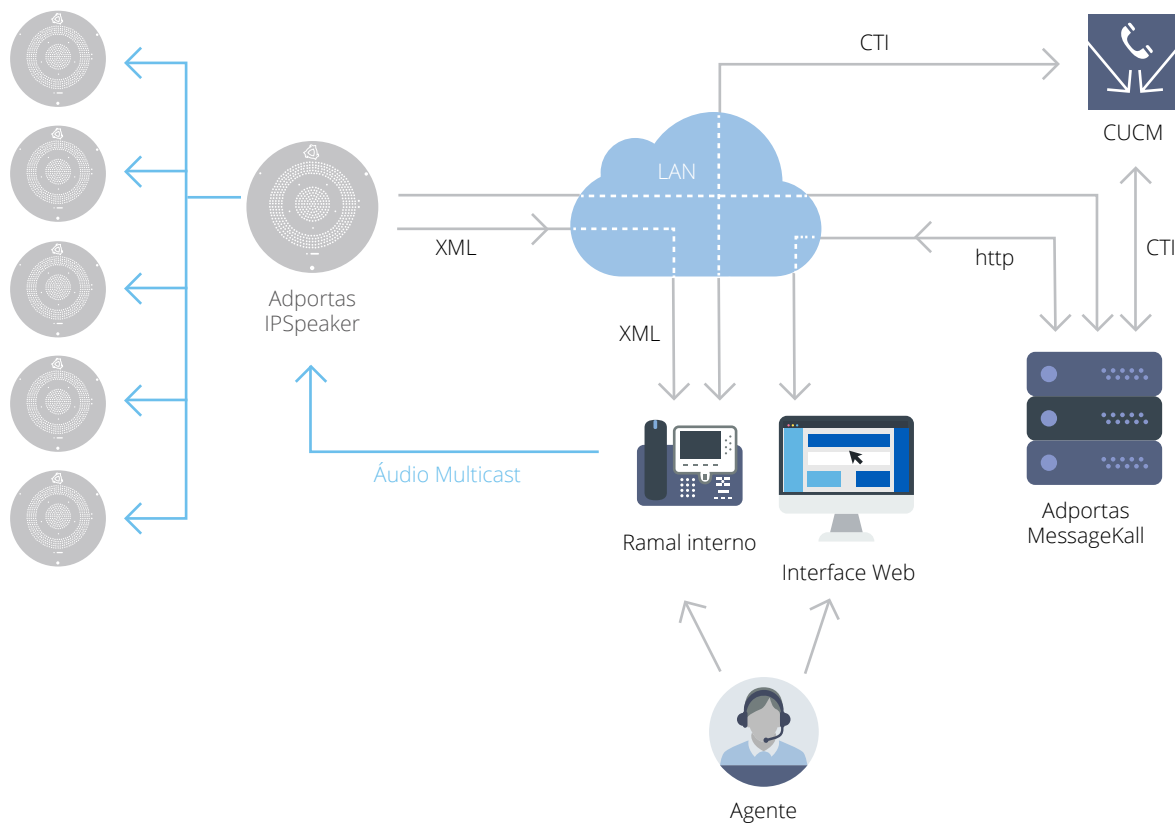 CTI
CUCM
LAN
XML
http
CTI
Adportas
IPSpeaker
XML
Áudio Multicast
Ramal interno
Interface Web
Adportas
MessageKall
Agente